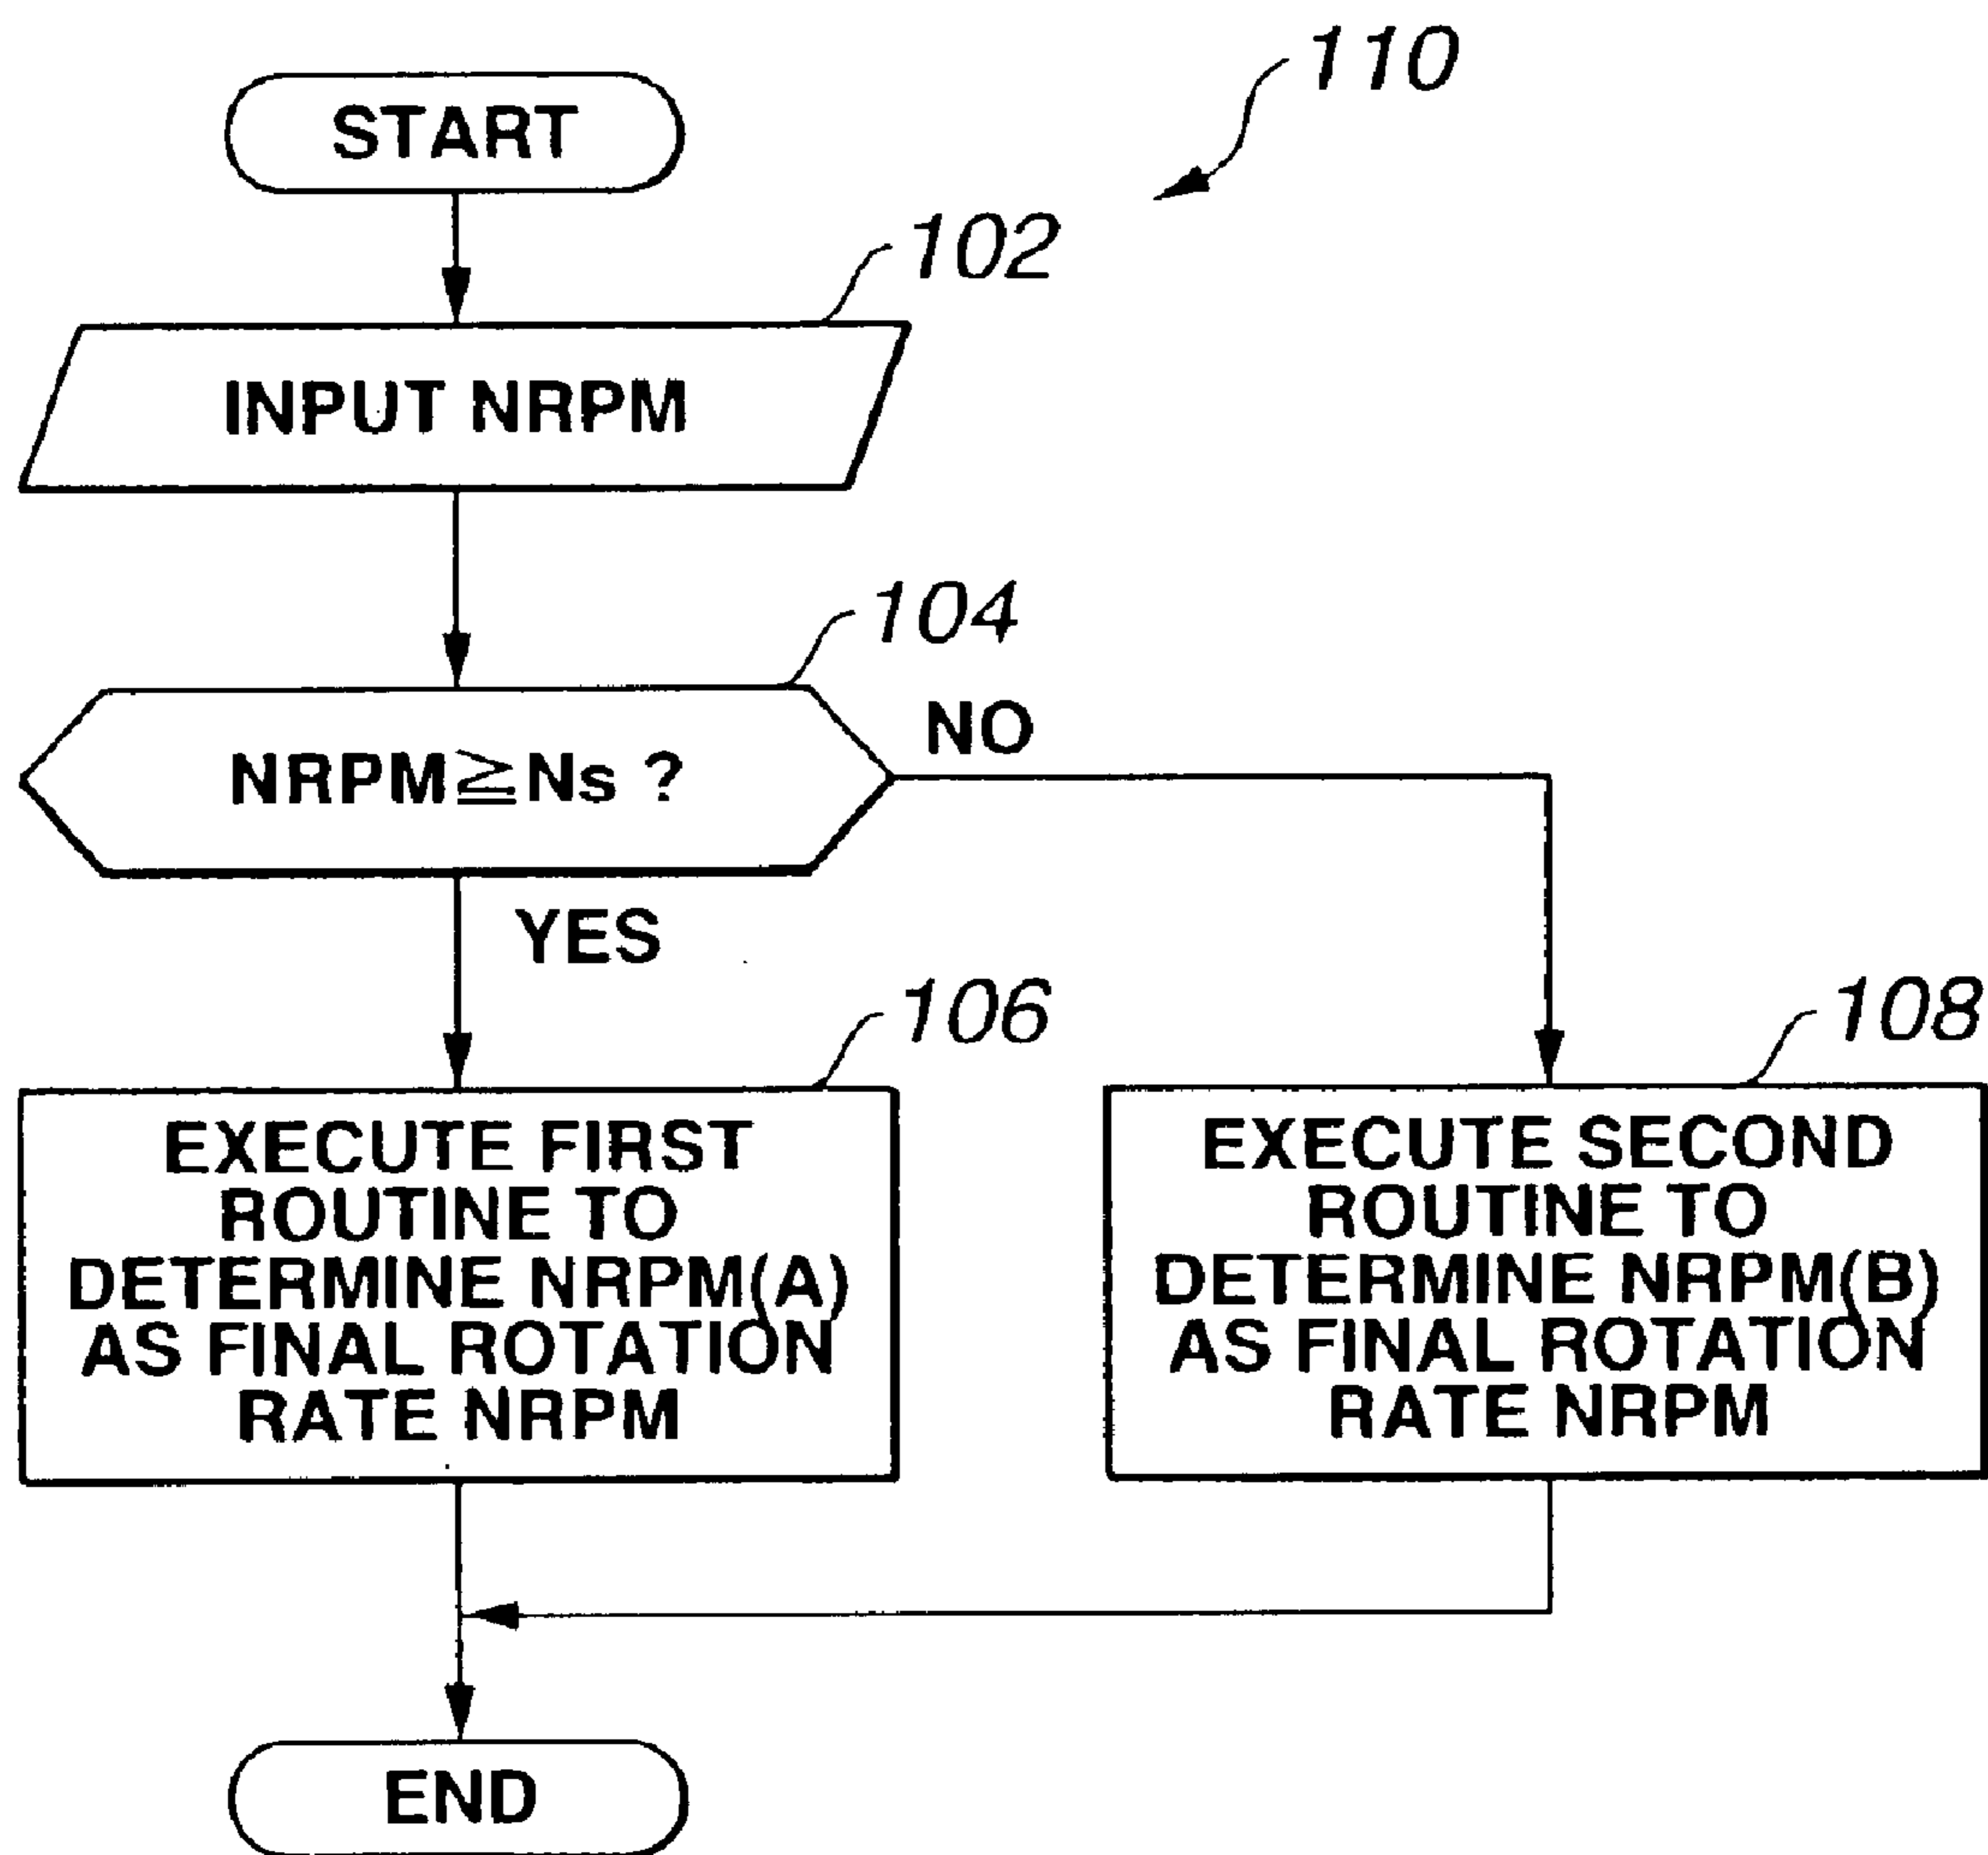 START
110
102
INPUT NRPM
104
NRPM≧Ns ?
NO
YES
106
EXECUTE FIRST
ROUTINE TO
DETERMINE NRPM(A)
AS FINAL ROTATION
RATE NRPM
108
EXECUTE SECOND
ROUTINE TO
DETERMINE NRPM(B)
AS FINAL ROTATION
RATE NRPM
END